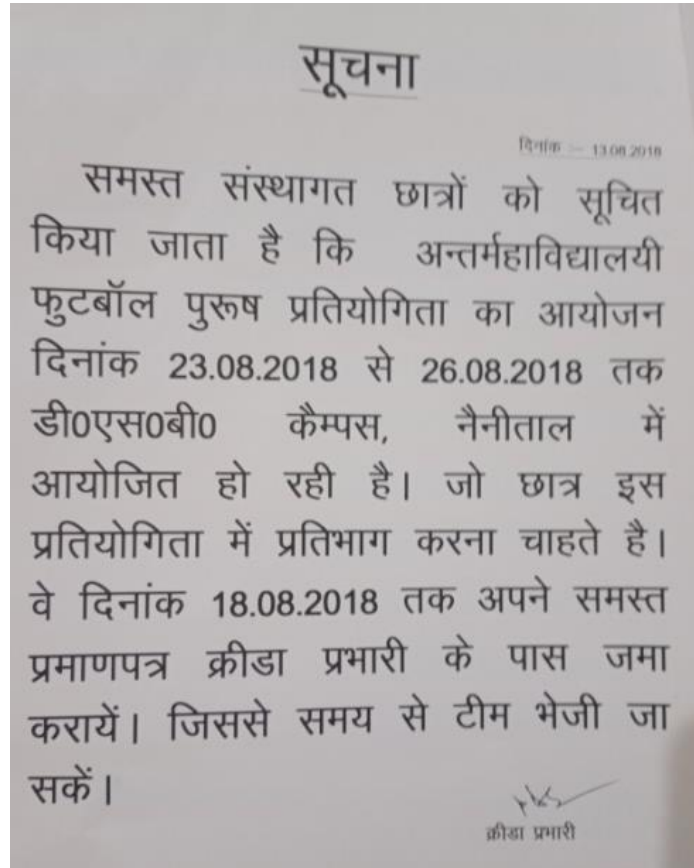 सूचना
दिनांक :- 13.08.2018
समस्त संस्थागत छात्रों को सूचित
किया जाता है कि अन्तर्महाविद्यालयी
फुटबॉल पुरूष प्रतियोगिता का आयोजन
दिनांक 23.08.2018 से 26.08.2018 तक
डी0एस0बी0 कैम्पस, नैनीताल में
आयोजित हो रही है। जो छात्र इस
प्रतियोगिता में प्रतिभाग करना चाहते है।
वे दिनांक 18.08.2018 तक अपने समस्त
प्रमाणपत्र क्रीडा प्रभारी के पास जमा
करायें। जिससे समय से टीम भेजी जा
सकें।
क्रीडा प्रभारी